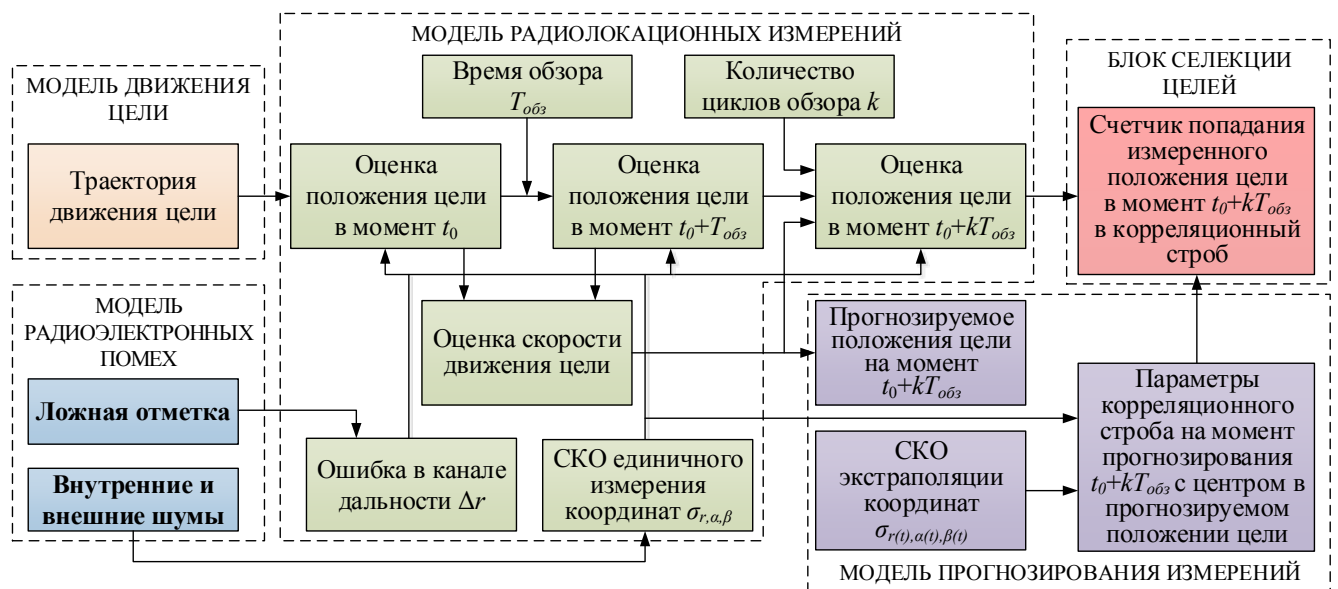 МОДЕЛЬ ДВИЖЕНИЯ
ЦЕЛИ
Траектория
движения цели
МОДЕЛЬ
РАДИОЭЛЕКТРОННЫХ
ПОМЕХ
Ложная отметка
Внутренние и
внешние шумы
МОДЕЛЬ РАДИОЛОКАЦИОННЫХ ИЗМЕРЕНИЙ
Время обзора
Tобз
Количество
циклов обзора k
Оценка
положения цели
в момент t0
Оценка
положения цели
в момент t0+Tобз
Оценка
положения цели
в момент t0+kTобз
Оценка скорости
движения цели
Ошибка в канале
дальности Δr
СКО единичного
измерения
координат σr,α,β
БЛОК СЕЛЕКЦИИ
ЦЕЛЕЙ
Счетчик попадания
измеренного
положения цели
в момент t0+kTобз
в корреляционный
строб
Прогнозируемое
положения цели
на момент
t0+kTобз
СКО
экстраполяции
координат
σr(t),α(t),β(t)
Параметры
корреляционного
строба на момент
прогнозирования
t0+kTобз с центром в
прогнозируемом
положении цели
МОДЕЛЬ ПРОГНОЗИРОВАНИЯ ИЗМЕРЕНИЙ